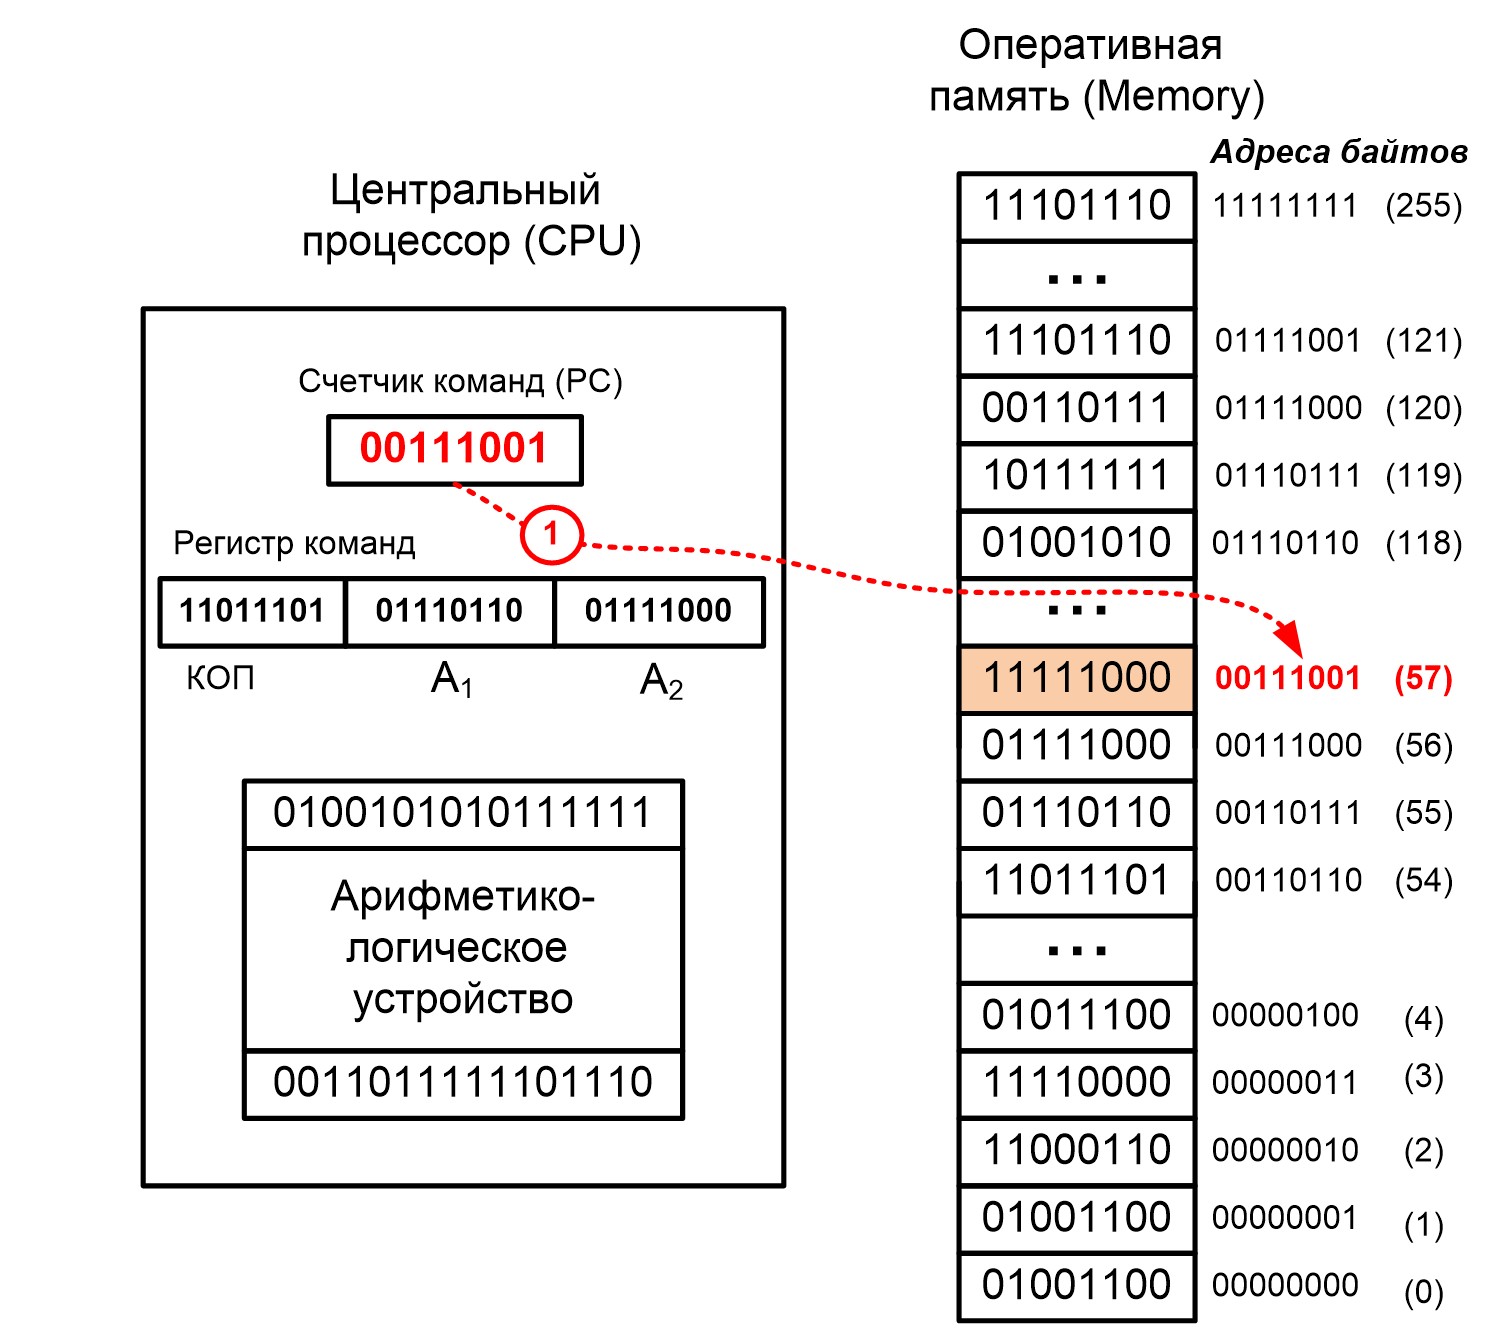 Оперативная
память (Memory)
Адреса байтов
Центральный
процессор (CPU)
Счетчик команд (PC)
00111001
1
Регистр команд
11011101 01110110 01111000
КОП A1 A2
0100101010111111
Арифметико-
логическое
устройство
0011011111101110
11101110 11111111 (255)
...
11101110 01111001 (121)
00110111 01111000 (120)
10111111 01110111 (119)
01001010 01110110 (118)
...
11111000 00111001 (57)
01111000 00111000 (56)
01110110 00110111 (55)
11011101 00110110 (54)
...
01011100 00000100 (4)
11110000 00000011 (3)
11000110 00000010 (2)
01001100 00000001 (1)
01001100 00000000 (0)